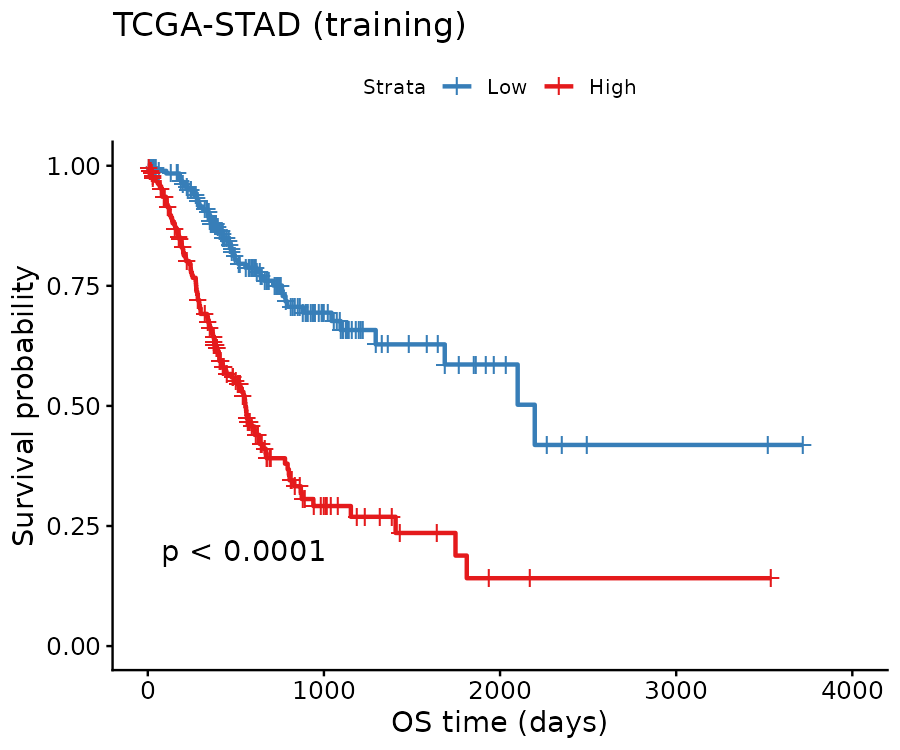 TCGA-STAD (training)
Strata Low High
Survival probability
1.00
0.75
0.50
0.25
0.00
p < 0.0001
0 1000 2000 3000 4000
OS time (days)